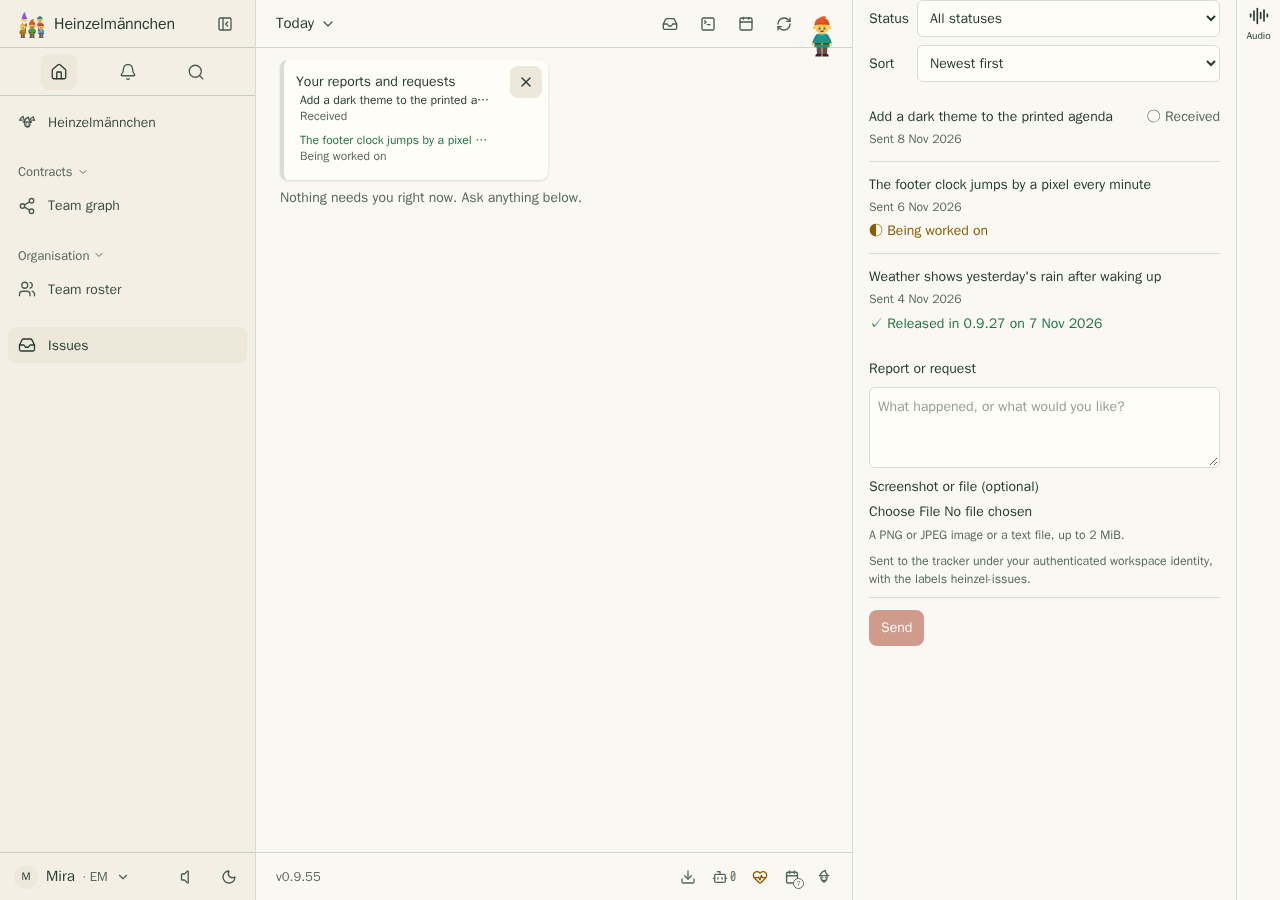 Heinzelmännchen
Heinzelmännchen
Contracts
Team graph
Organisation
Team roster
Issues
M Mira · EM
Today
Your reports and requests
Add a dark theme to the printed a···
Received
The footer clock jumps by a pixel ···
Being worked on
Nothing needs you right now. Ask anything below.
v0.9.55
0
?
Status All statuses
Sort Newest first
Add a dark theme to the printed agenda Received
Sent 8 Nov 2026
The footer clock jumps by a pixel every minute
Sent 6 Nov 2026
Being worked on
Weather shows yesterday's rain after waking up
Sent 4 Nov 2026
✓ Released in 0.9.27 on 7 Nov 2026
Report or request
What happened, or what would you like?
Screenshot or file (optional)
Choose File No file chosen
A PNG or JPEG image or a text file, up to 2 MiB.
Sent to the tracker under your authenticated workspace identity,
with the labels heinzel-issues.
Send
Audio